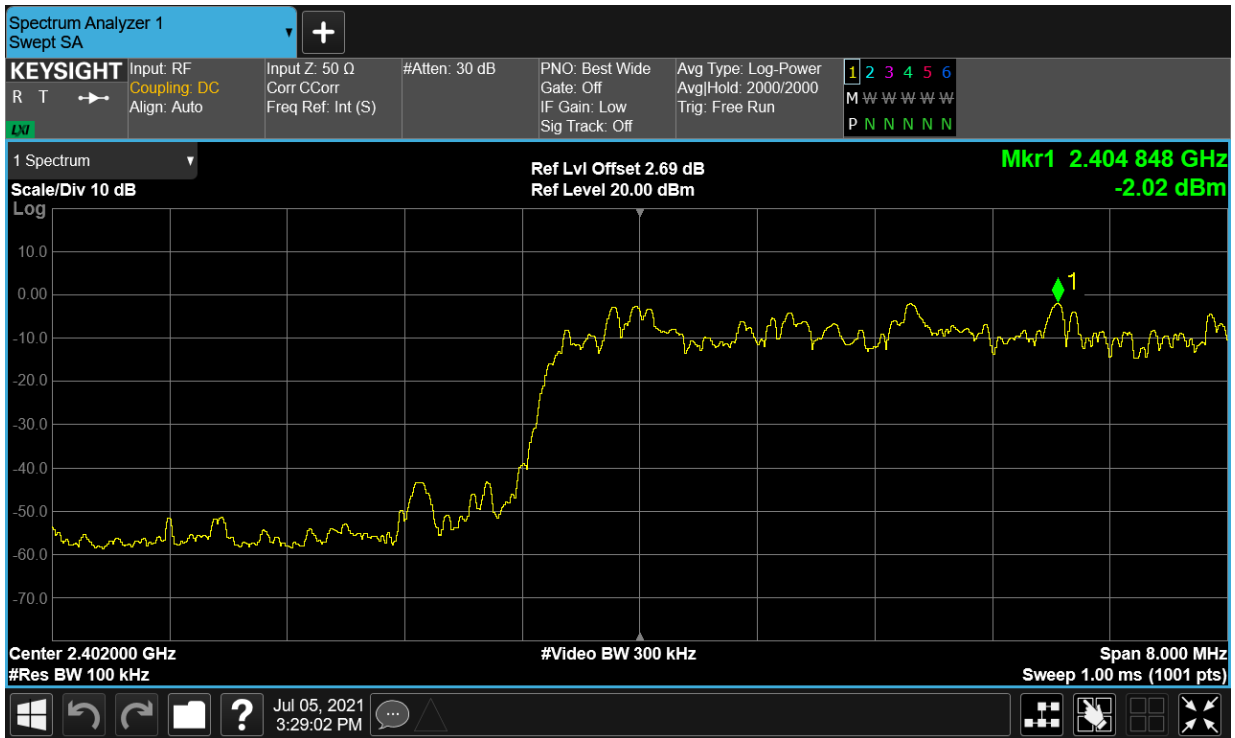 Spectrum Analyzer 1
Swept SA
KEYSIGHT
R T
LXI
Input: RF
Coupling: DC
Align: Auto
Input Z: 50 Ω
Corr CCorr
Freq Ref: Int (S)
#Atten: 30 dB
PNO: Best Wide
Gate: Off
IF Gain: Low
Sig Track: Off
Avg Type: Log-Power
Avg|Hold: 2000/2000
Trig: Free Run
1 2 3 4 5 6
M W W W W W
P N N N N N
1 Spectrum
Scale/Div 10 dB
Log
Ref Lvl Offset 2.69 dB
Ref Level 20.00 dBm
Mkr1 2.404 848 GHz
-2.02 dBm
10.0
0.00
-10.0
-20.0
-30.0
-40.0
-50.0
-60.0
-70.0
1
Center 2.402000 GHz
#Res BW 100 kHz
#Video BW 300 kHz
Span 8.000 MHz
Sweep 1.00 ms (1001 pts)
?
Jul 05, 2021
3:29:02 PM